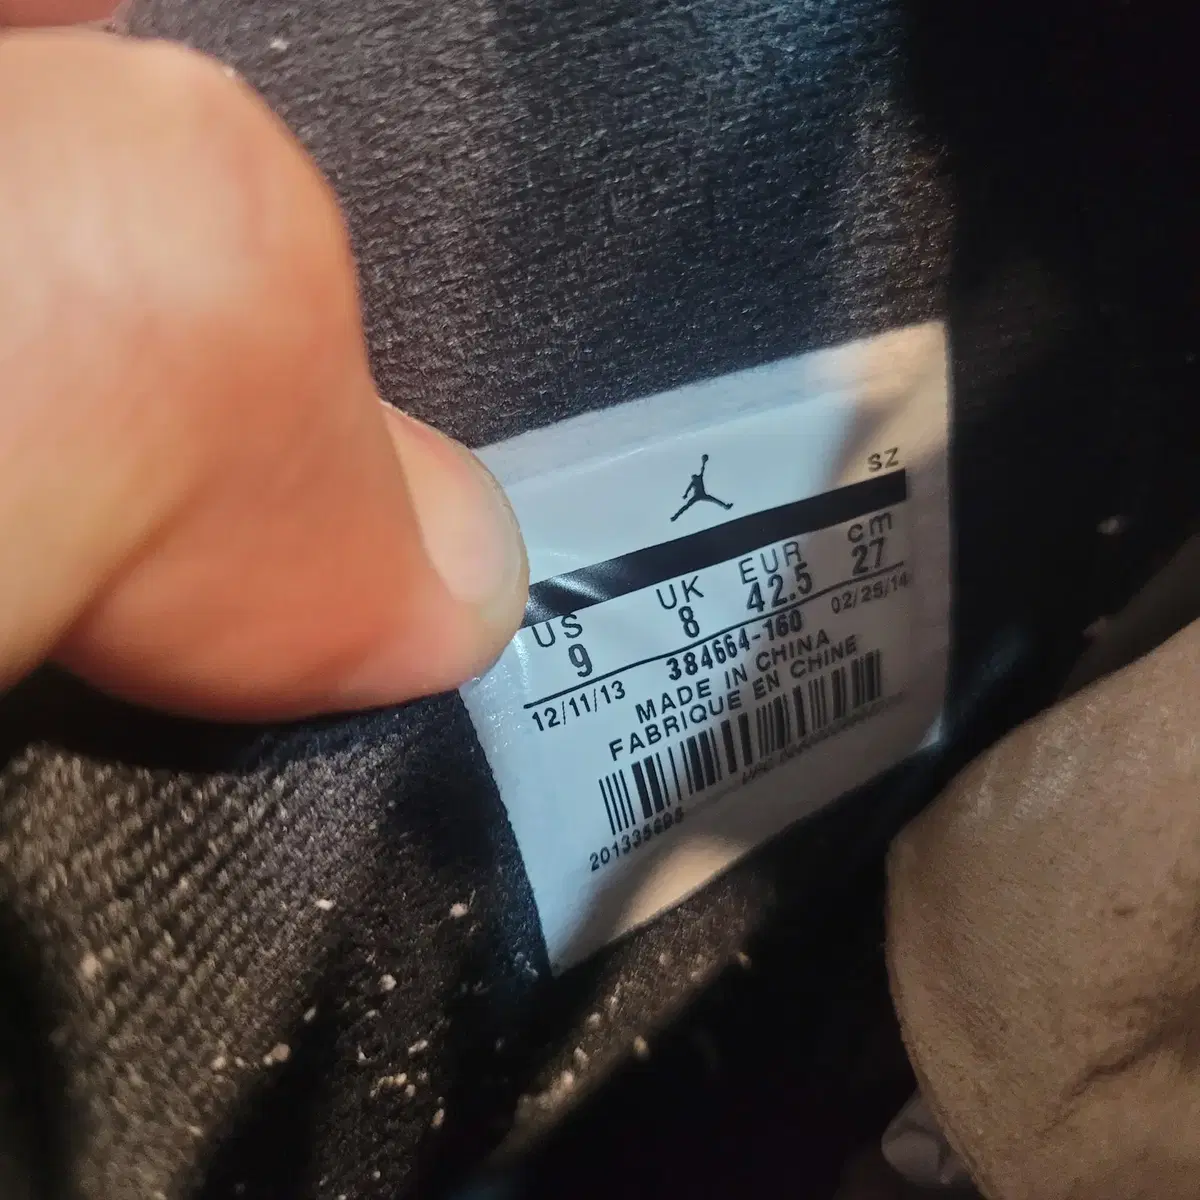 SZ
US UK EUR cm
9 8 42.5 27
12/11/13 384664-160 02/25/14
MADE IN CHINA
FABRIQUE EN CHINE
UPC